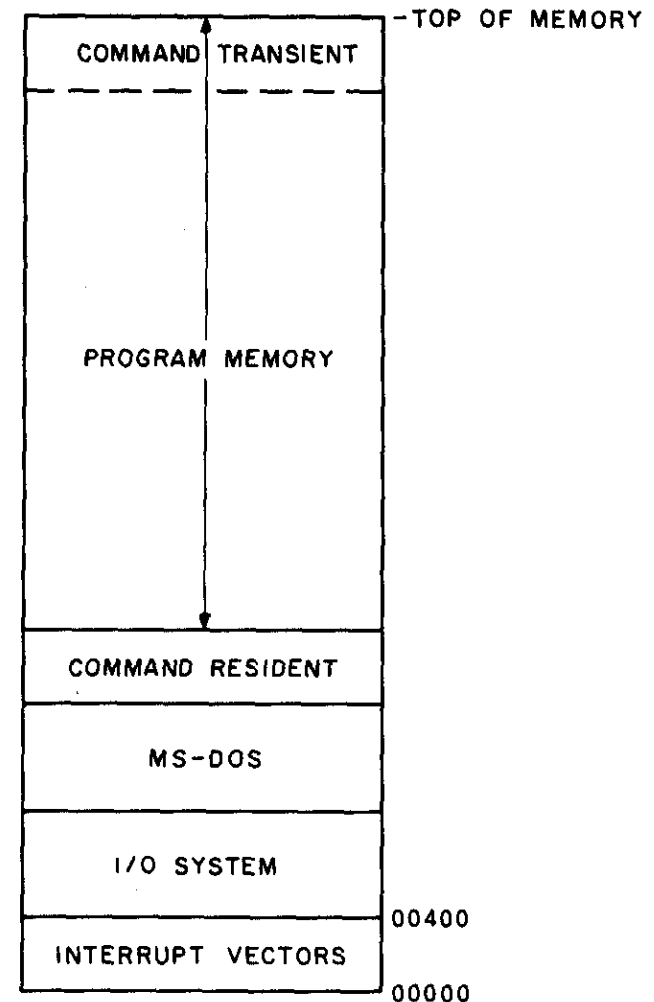 -TOP OF MEMORY
COMMAND TRANSIENT
PROGRAM MEMORY
COMMAND RESIDENT
MS-DOS
I/O SYSTEM
00400
INTERRUPT VECTORS
00000